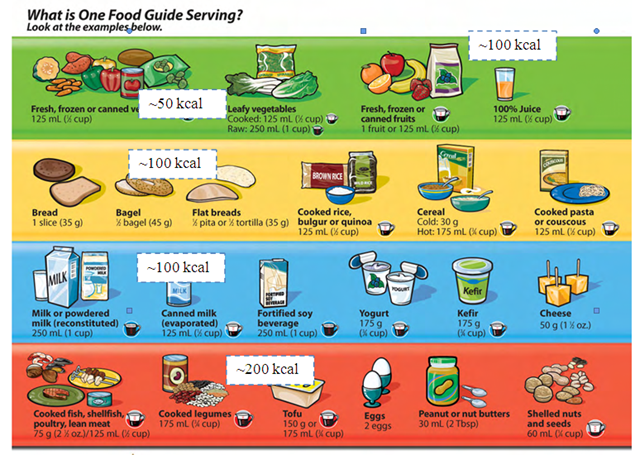 What is One Food Guide Serving?
Look at the examples below.
~100 kcal
~50 kcal
Fresh, frozen or canned
125 mL (½ cup)
Leafy vegetables
Cooked: 125 mL (½ cup)
Raw: 250 mL (1 cup)
Fresh, frozen or
canned fruits
1 fruit or 125 mL (½ cup)
100% Juice
125 mL (½ cup)
~100 kcal
BROWN RICE
WILD RICE
Cereal
COUSCOUS
Bread
1 slice (35 g)
Bagel
½ bagel (45 g)
Flat breads
½ pita or ½ tortilla (35 g)
Cooked rice,
bulgur or quinoa
125 mL (½ cup)
Cereal
Cold: 30 g
Hot: 175 mL (¾ cup)
Cooked pasta
or couscous
125 mL (½ cup)
~100 kcal
MILK
POWDERED
MILK
MILK
FORTIFIED
SOY
BEVERAGE
YOGURT
Kefir
Milk or powdered
milk (reconstituted)
250 mL (1 cup)
Canned milk
(evaporated)
125 mL (½ cup)
Fortified soy
beverage
250 mL (1 cup)
Yogurt
175 g
(¾ cup)
Kefir
175 g
(¾ cup)
Cheese
50 g (1 ½ oz.)
~200 kcal
Cooked fish, shellfish,
poultry, lean meat
75 g (2 ½ oz.)/125 mL (½ cup)
Cooked legumes
175 mL (¾ cup)
Tofu
150 g or
175 mL (¾ cup)
Eggs
2 eggs
Peanut or nut butters
30 mL (2 Tbsp)
Shelled nuts
and seeds
60 mL (¼ cup)